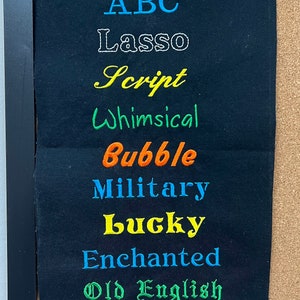 ABC
Lasso
Script
Whimsical
Bubble
Military
Lucky
Enchanted
Old English